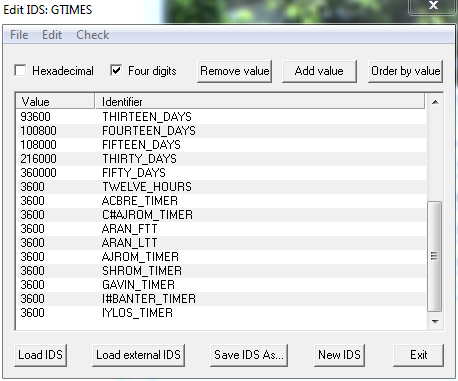 Edit IDS: GTIMES
File Edit Check
Hexadecimal Four digits Remove value Add value Order by value
Value Identifier
93600 THIRTEEN_DAYS
100800 FOURTEEN_DAYS
108000 FIFTEEN_DAYS
216000 THIRTY_DAYS
360000 FIFTY_DAYS
3600 TWELVE_HOURS
3600 ACBRE_TIMER
3600 C#AJROM_TIMER
3600 ARAN_FTT
3600 ARAN_LTT
3600 AJROM_TIMER
3600 SHROM_TIMER
3600 GAVIN_TIMER
3600 I#BANTER_TIMER
3600 IYLOS_TIMER
Load IDS Load external IDS Save IDS As... New IDS Exit